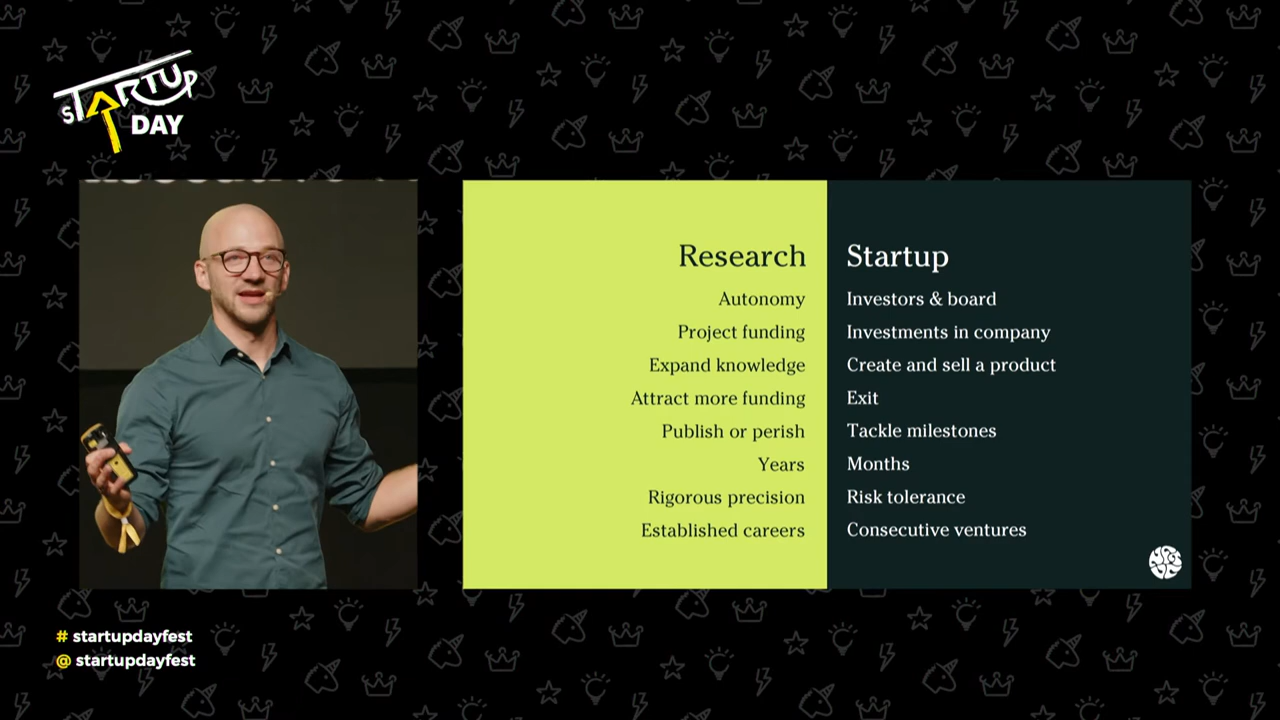 STARTUP
DAY
Research
Autonomy
Project funding
Expand knowledge
Attract more funding
Publish or perish
Years
Rigorous precision
Established careers
Startup
Investors & board
Investments in company
Create and sell a product
Exit
Tackle milestones
Months
Risk tolerance
Consecutive ventures
# startupdayfest
@ startupdayfest